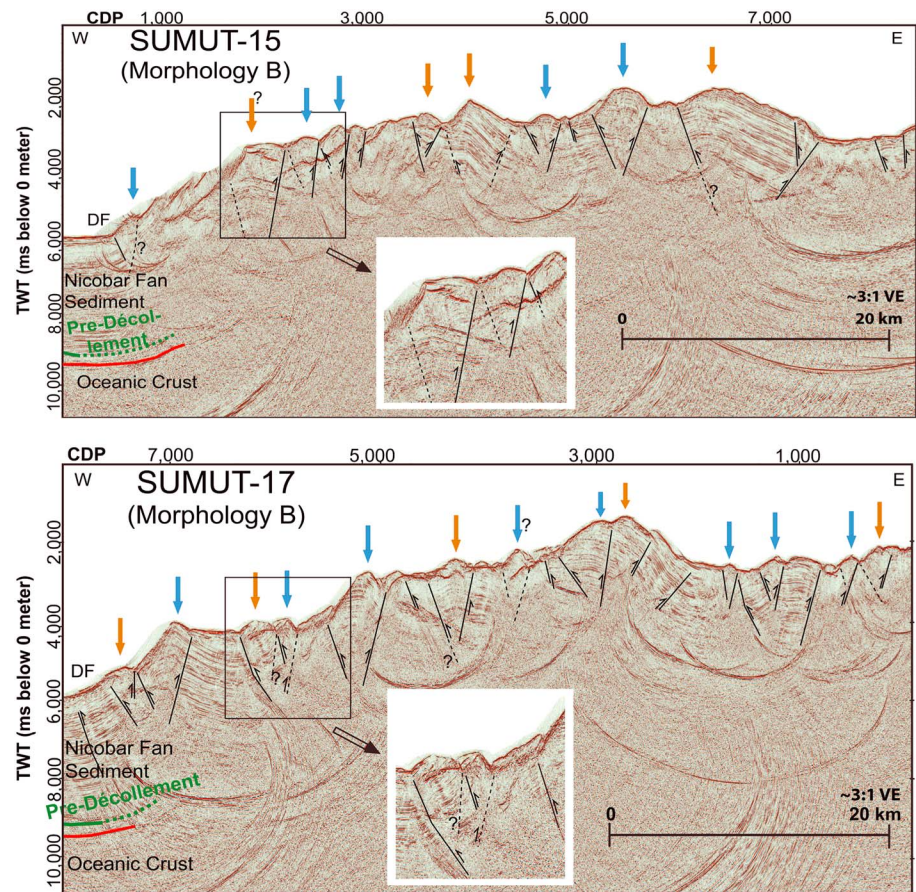 CDP 1,000 3,000 5,000 7,000
W SUMUT-15 E
(Morphology B)
?
2,000
4,000
6,000
8,000
10,000
TWT (ms below 0 meter)
DF
?
?
Nicobar Fan
Sediment
Pre-Décol-
lement
Oceanic Crust
~3:1 VE
0 20 km
CDP 7,000 5,000 3,000 1,000
W SUMUT-17 E
(Morphology B)
?
2,000
4,000
6,000
8,000
10,000
TWT (ms below 0 meter)
DF
?
?
Nicobar Fan
Sediment
Pre-Décollement
Oceanic Crust
?
~3:1 VE
0 20 km